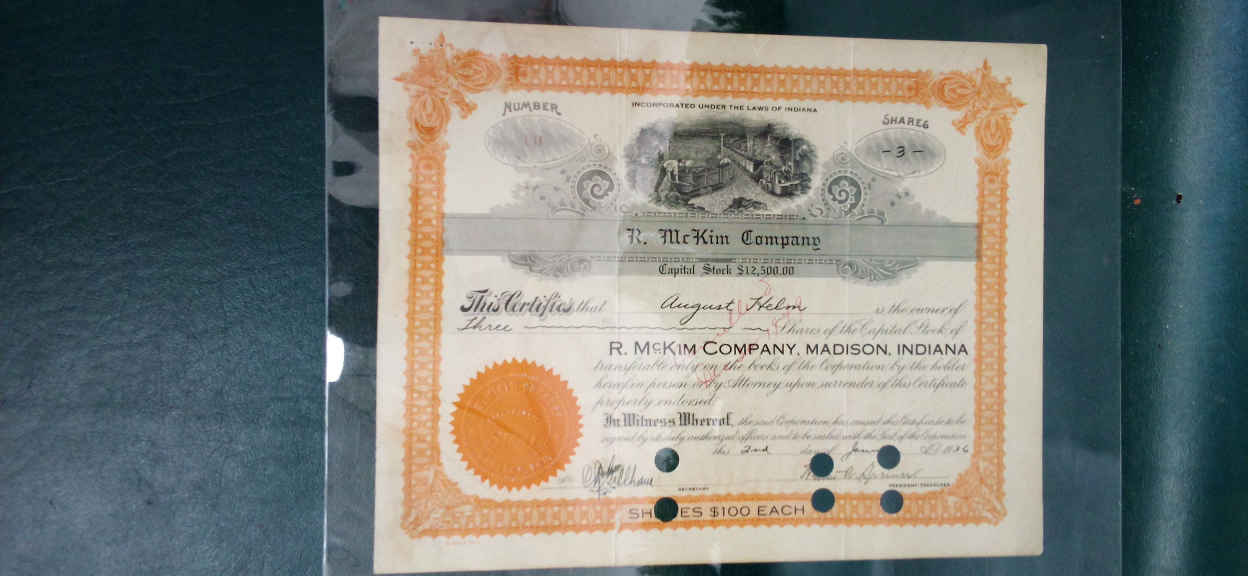 NUMBER
INCORPORATED UNDER THE LAWS OF INDIANA
SHARES
- 3 -
R. McKim Company
Capital Stock $12,500.00
This Certifies that August Helm is the owner of
Three Shares of the Capital Stock of
R. McKIM COMPANY, MADISON, INDIANA
transferable only on the books of the Corporation by the holder
hereof in person or by Attorney upon surrender of this Certificate
properly endorsed.
In Witness Whereof, the said Corporation has caused this Certificate to be
signed by its duly authorized officers and to be sealed with the Seal of the Corporation
this 2nd day of A.D. 19
SECRETARY
PRESIDENT-TREASURER
SH ES $100 EACH